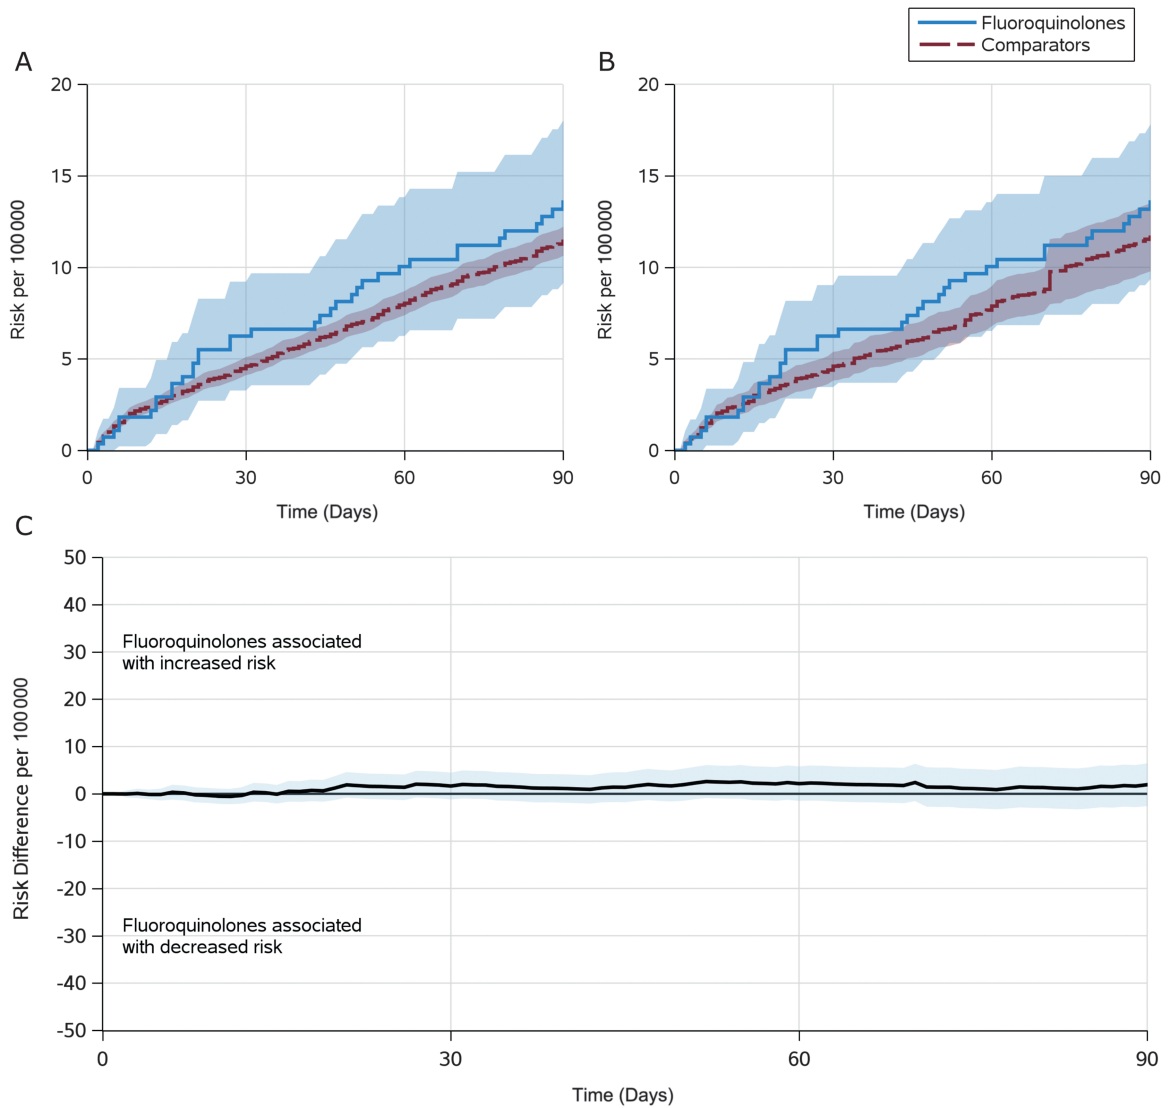 Fluoroquinolones
Comparators
A
B
20
15
10
5
0
Risk per 100 000
0
30
60
90
Time (Days)
20
15
10
5
0
Risk per 100 000
0
30
60
90
Time (Days)
C
50
40
30
20
10
0
-10
-20
-30
-40
-50
Risk Difference per 100 000
Fluoroquinolones associated
with increased risk
Fluoroquinolones associated
with decreased risk
0
30
60
90
Time (Days)